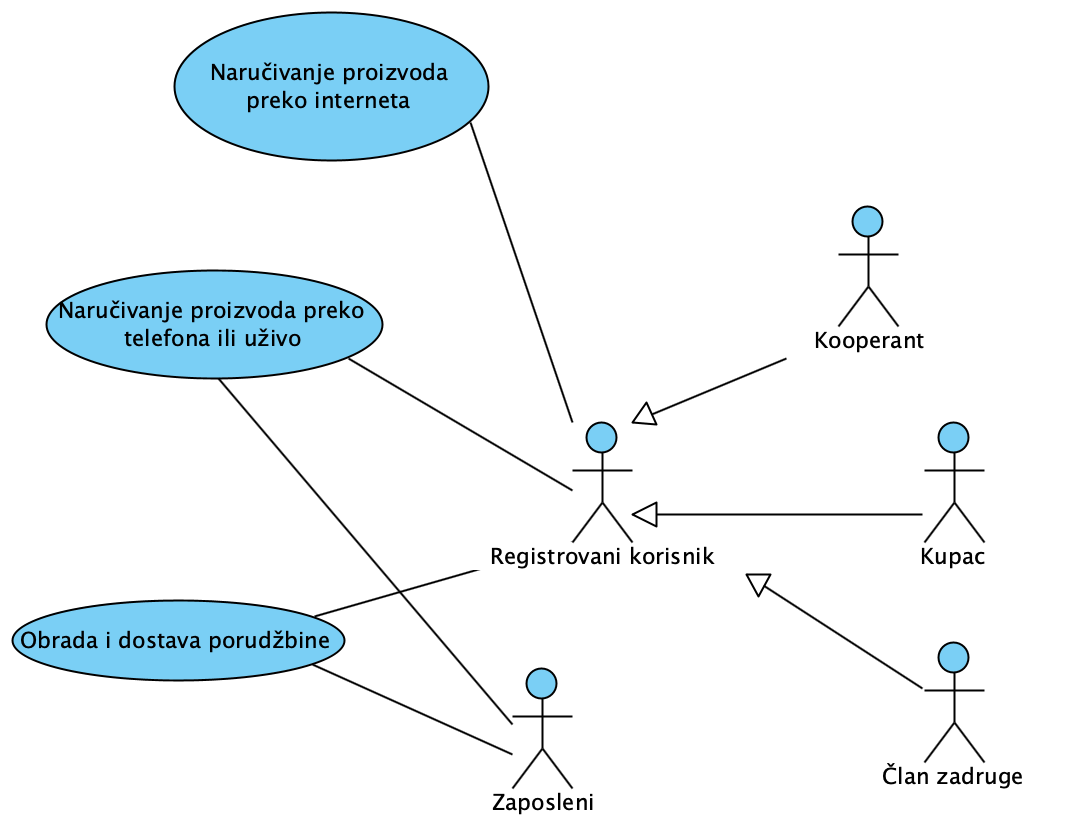 Naručivanje proizvoda
preko interneta
Naručivanje proizvoda preko
telefona ili uživo
Kooperant
Registrovani korisnik
Kupac
Obrada i dostava porudžbine
Član zadruge
Zaposleni